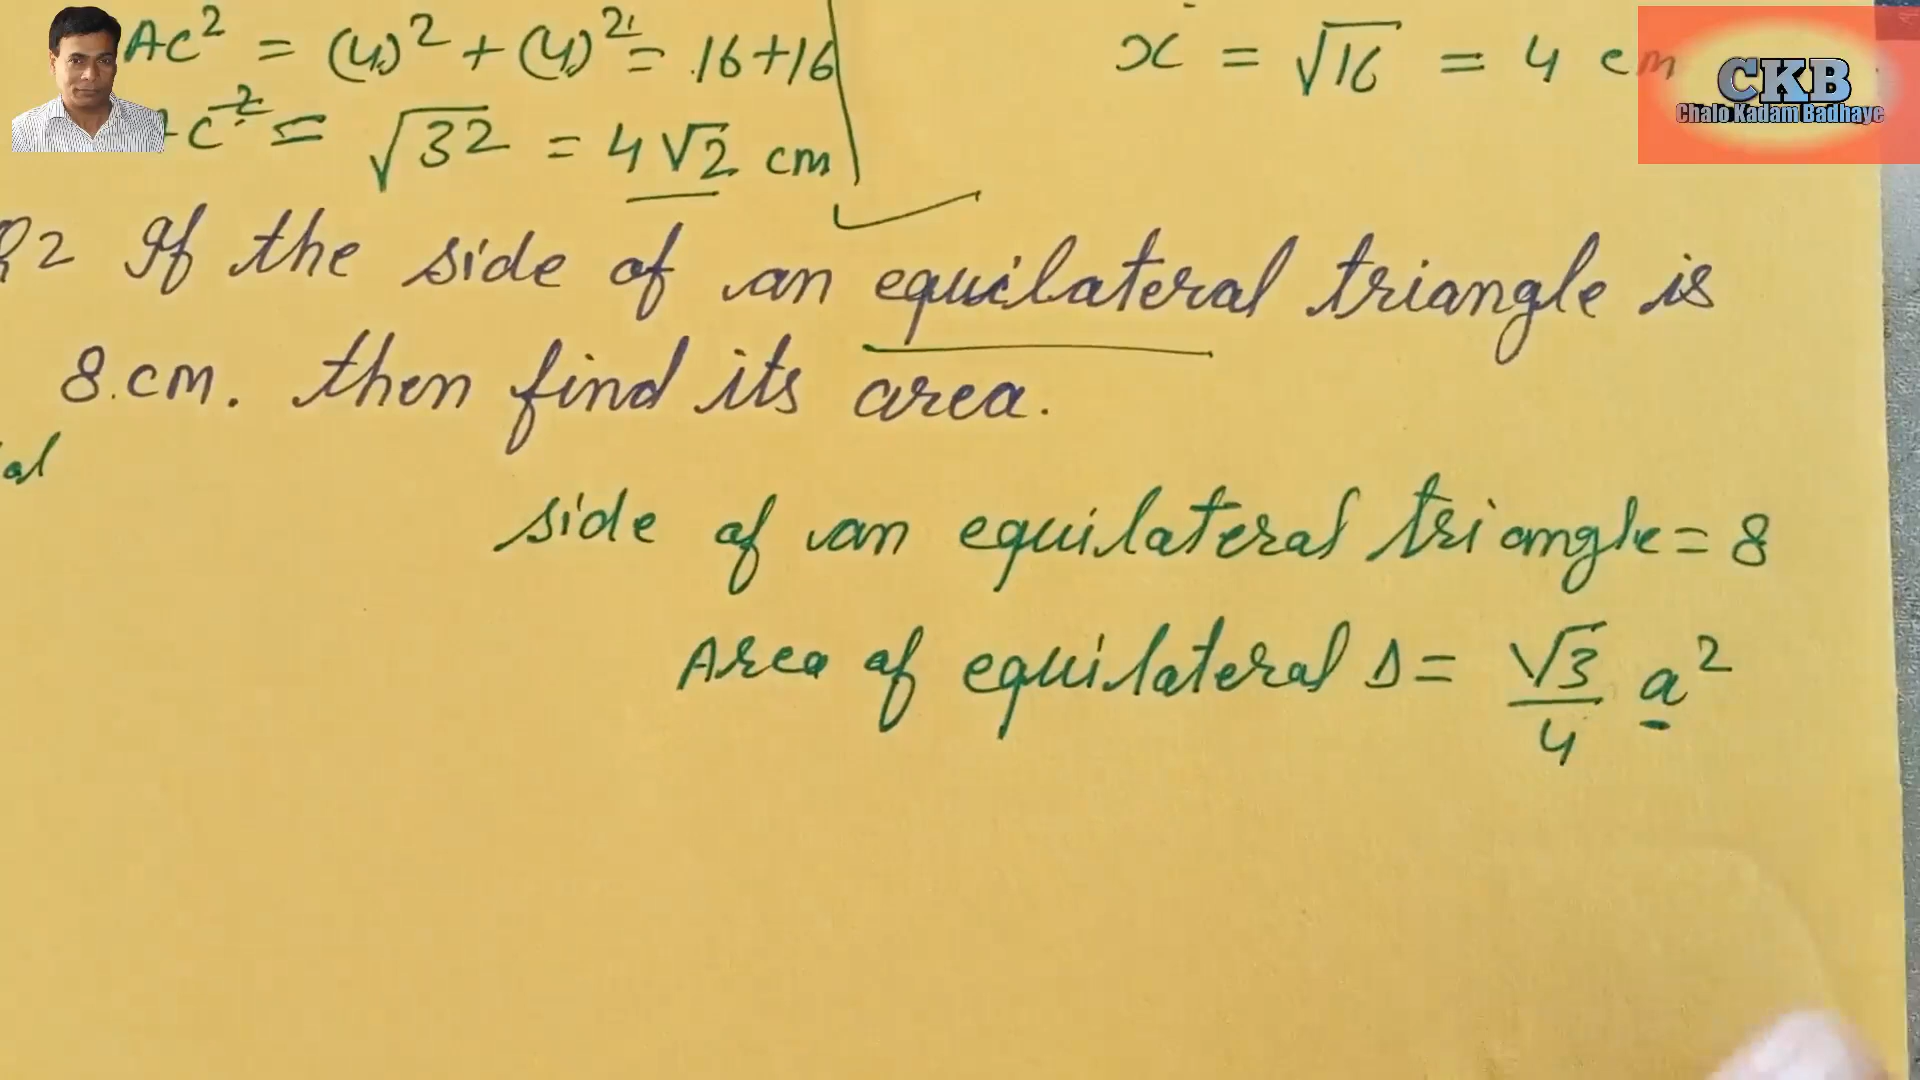 AC² = (4)² + (4)² = 16+16
x = √16 = 4 cm
CKB
Chalo Kadam Badhaye
C² = √32 = 4√2 cm
2 If the side of an equilateral triangle is
8.cm. then find its area.
side of an equilateral triangle = 8
Area of equilateral Δ = √3/4 a²